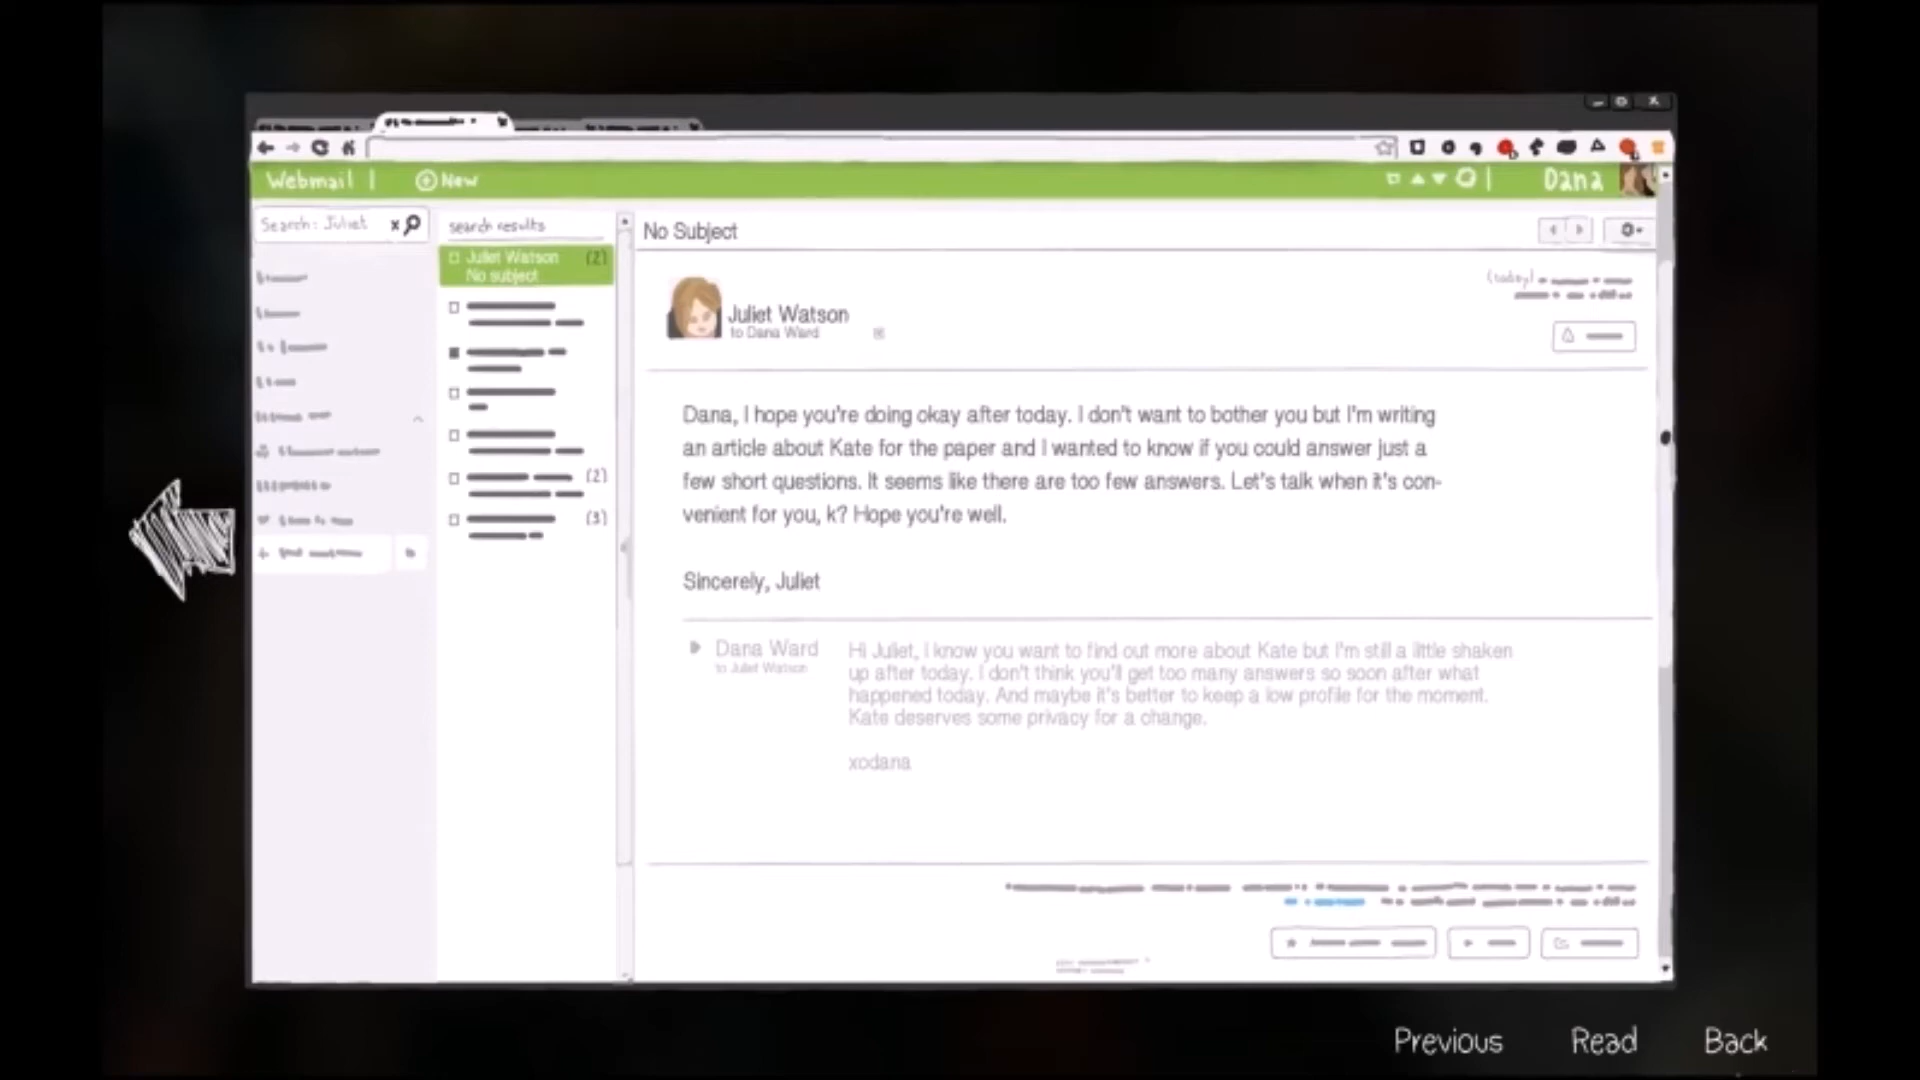 Webmail | New
Dana
Search: Juliet x
search results
Juliet Watson (2)
No subject
(2)
(3)
No Subject
(today)
Juliet Watson
to Dana Ward
Dana, I hope you're doing okay after today. I don't want to bother you but I'm writing
an article about Kate for the paper and I wanted to know if you could answer just a
few short questions. It seems like there are too few answers. Let's talk when it's con-
venient for you, k? Hope you're well.
Sincerely, Juliet
Dana Ward
to Juliet Watson
Hi Juliet, I know you want to find out more about Kate but I'm still a little shaken
up after today. I don't think you'll get too many answers so soon after what
happened today. And maybe it's better to keep a low profile for the moment.
Kate deserves some privacy for a change.
xodana
Previous Read Back